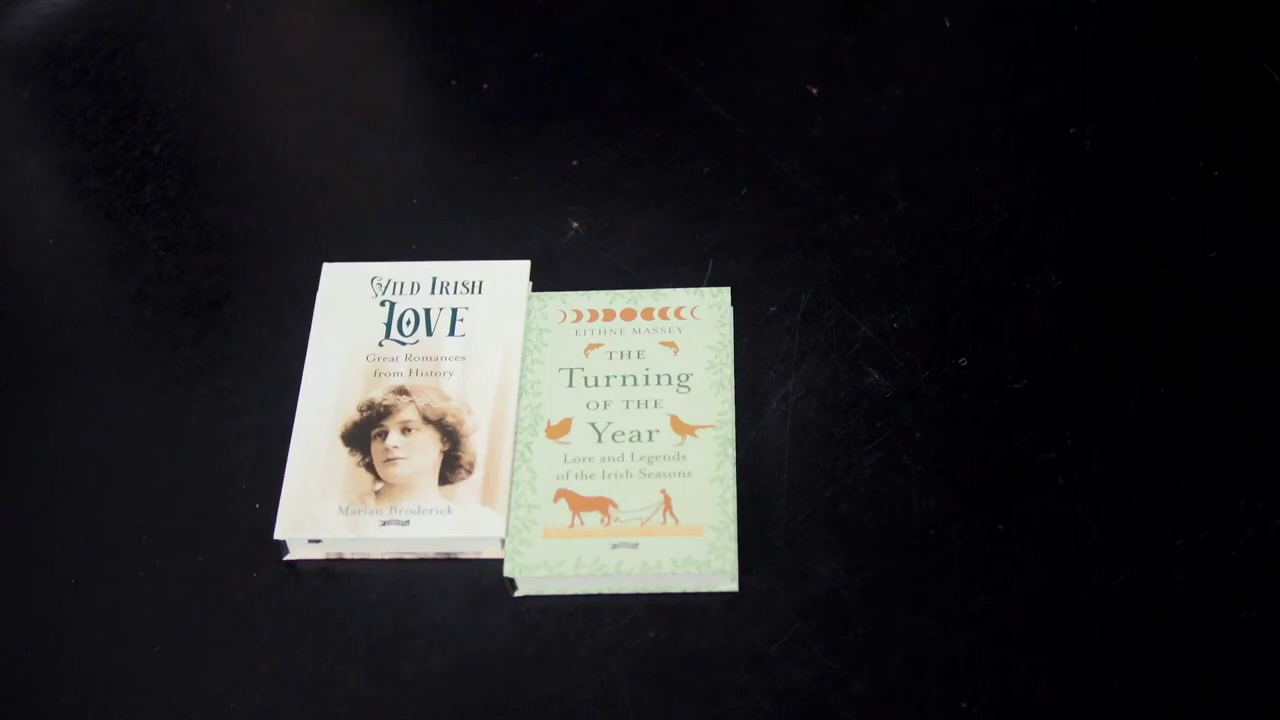 WILD IRISH
LOVE
Great Romances
from History
Marian Broderick
EITHNE MASSEY
THE
Turning
OF THE
Year
Lore and Legends
of the Irish Seasons